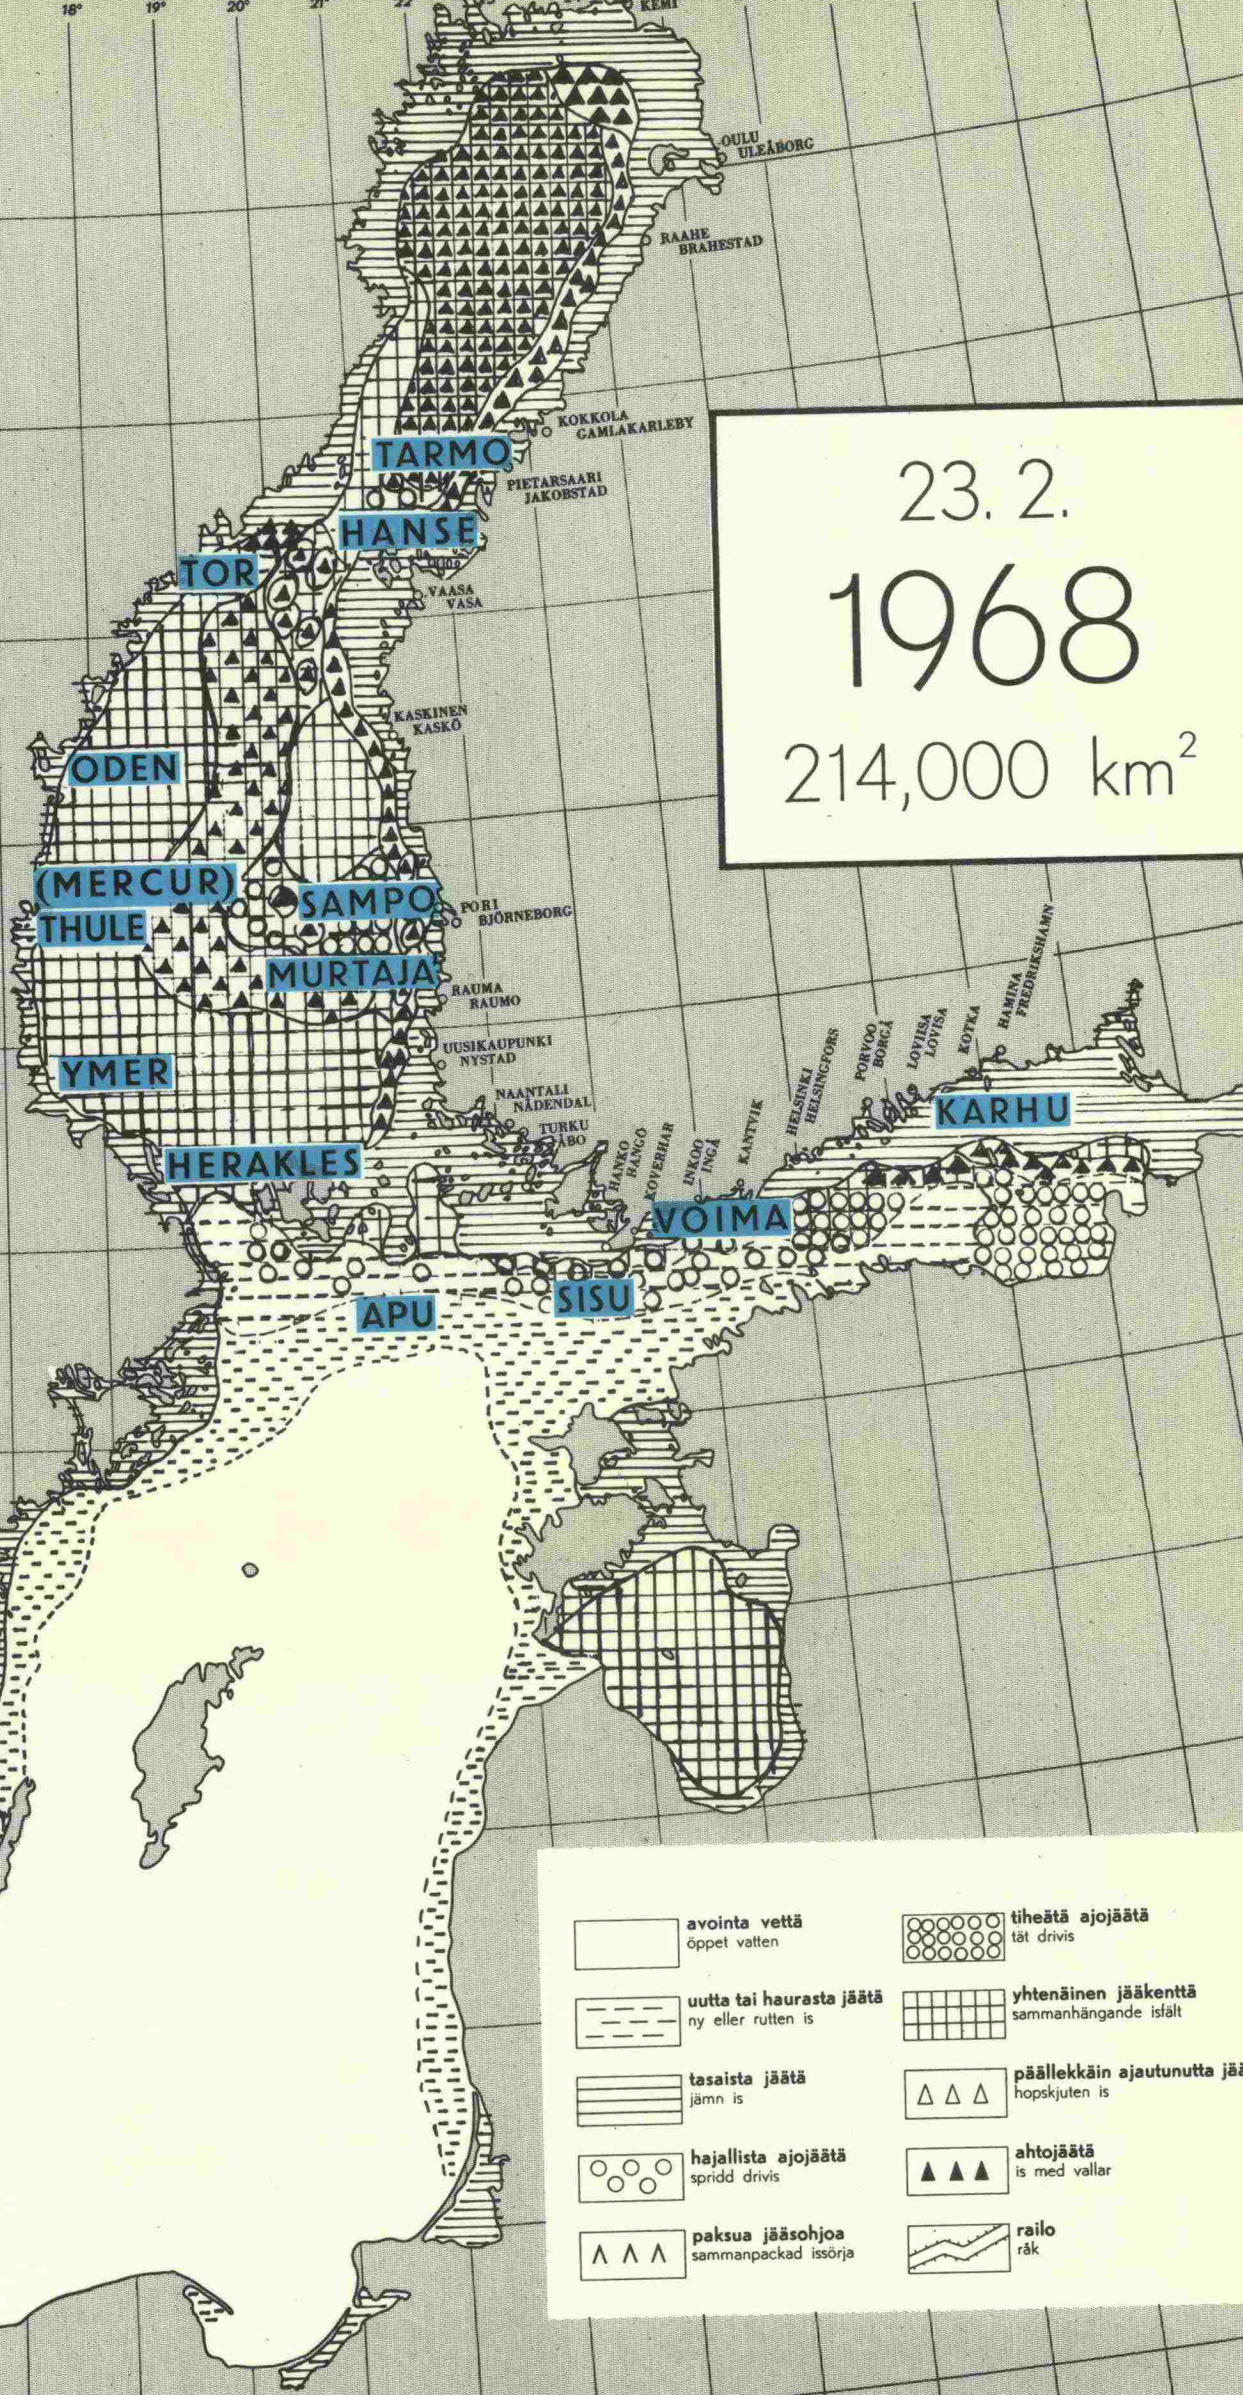 18° 19° 20° 21° 22°
KEMI
OULU
ULEÅBORG
RAAHE
BRAHESTAD
KOKKOLA
GAMLAKARLEBY
TARMO
PIETARSAARI
JAKOBSTAD
HANSE
TOR
VAASA
VASA
KASKINEN
KASKÖ
ODEN
(MERCUR)
THULE
SAMPO
PORI
BJÖRNEBORG
MURTAJA
RAUMA
RAUMO
UUSIKAUPUNKI
NYSTAD
YMER
NAANTALI
NÅDENDAL
TURKU
ÅBO
HERAKLES
HANKO
HANGÖ
KOVERHAR
INKOO
INGÅ
KANTVIK
HELSINKI
HELSINGFORS
PORVOO
BORGÅ
LOVIISA
LOVISA
KOTKA
HAMINA
FREDRIKSHAMN
KARHU
VOIMA
SISU
APU
23. 2.
1968
214,000 km²
avointa vettä
öppet vatten
uutta tai haurasta jäätä
ny eller rutten is
tasaista jäätä
jämn is
hajallista ajojäätä
spridd drivis
paksua jääsohjoa
sammanpackad issörja
tiheätä ajojäätä
tät drivis
yhtenäinen jääkenttä
sammanhängande isfält
päällekkäin ajautunutta jää
hopskjuten is
ahtojäätä
is med vallar
railo
råk